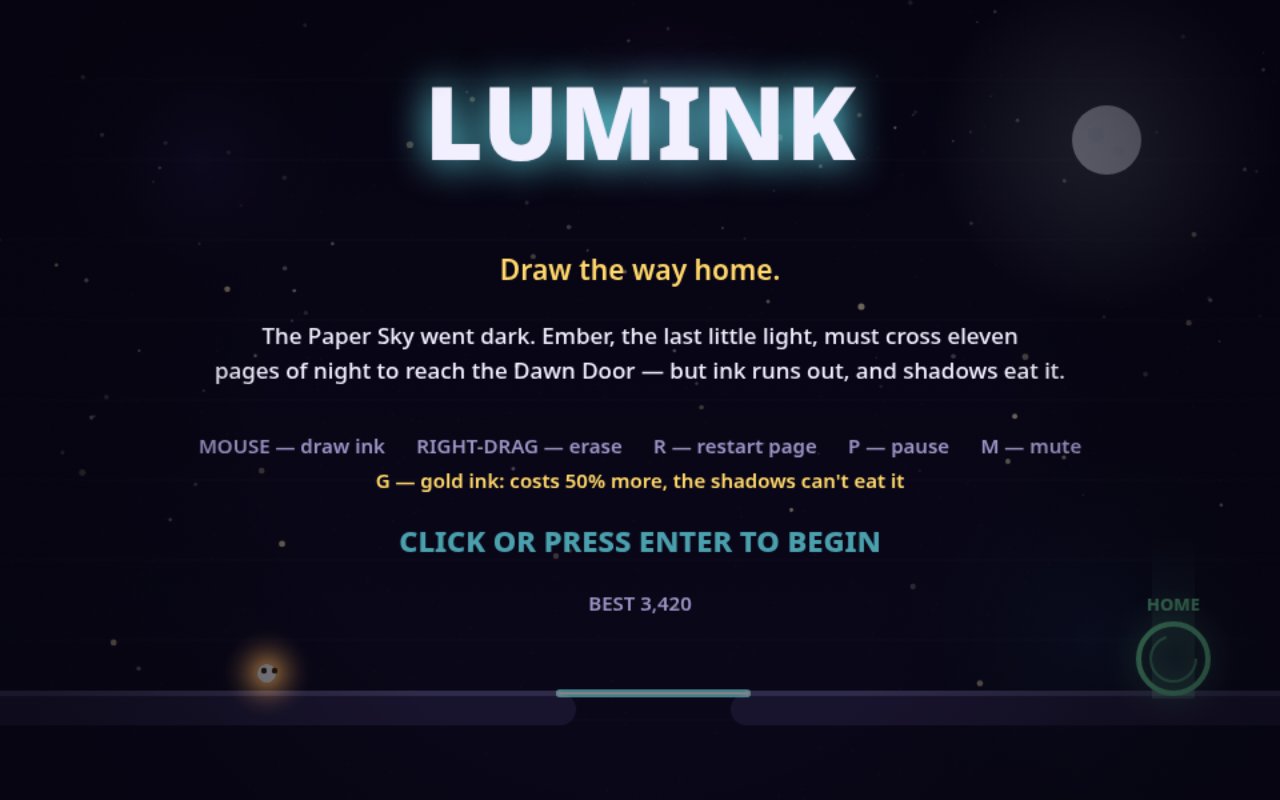 LUMINK
Draw the way home.
The Paper Sky went dark. Ember, the last little light, must cross eleven
pages of night to reach the Dawn Door — but ink runs out, and shadows eat it.
MOUSE — draw ink RIGHT-DRAG — erase R — restart page P — pause M — mute
G — gold ink: costs 50% more, the shadows can't eat it
CLICK OR PRESS ENTER TO BEGIN
BEST 3,420
HOME